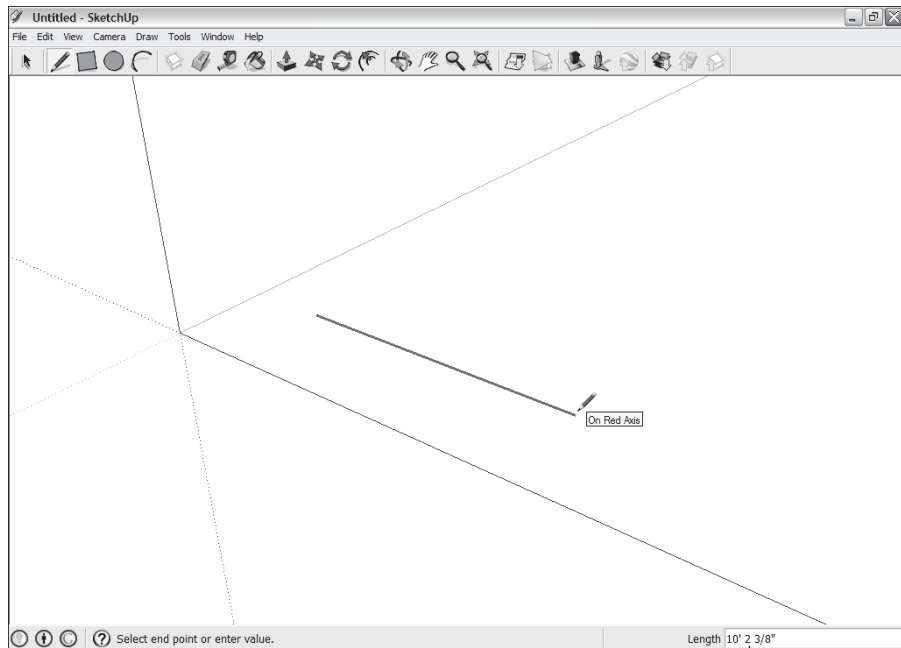 Untitled - SketchUp
File Edit View Camera Draw Tools Window Help
On Red Axis
Select end point or enter value.
Length 10' 2 3/8"